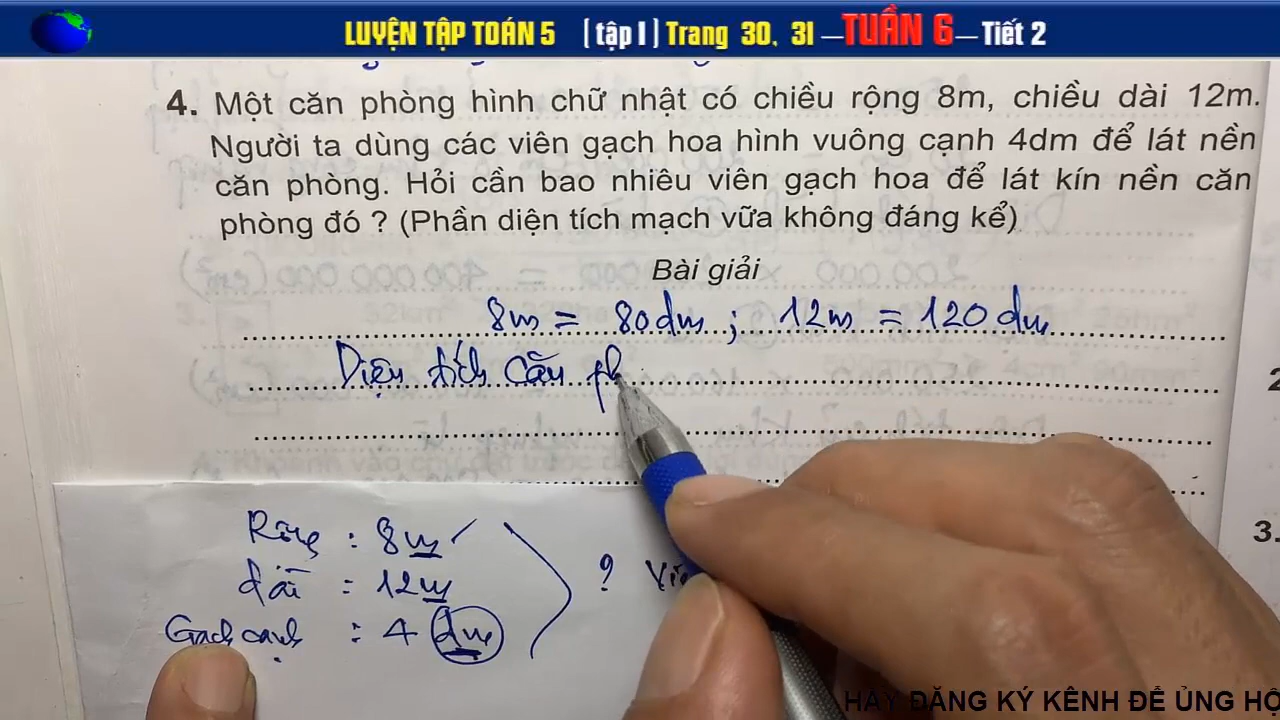 LUYỆN TẬP TOÁN 5 ( tập 1 ) Trang 30, 31 – TUẦN 6 – Tiết 2
4. Một căn phòng hình chữ nhật có chiều rộng 8m, chiều dài 12m.
Người ta dùng các viên gạch hoa hình vuông cạnh 4dm để lát nền
căn phòng. Hỏi cần bao nhiêu viên gạch hoa để lát kín nền căn
phòng đó ? (Phần diện tích mạch vữa không đáng kể)
Bài giải
8m = 80dm ; 12m = 120dm
Diện tích căn ph
Rộng : 8m
dài : 12m
? Viê
Gạch cạnh : 4 dm
2
3.
HÃY ĐĂNG KÝ KÊNH ĐỂ ỦNG HỘ